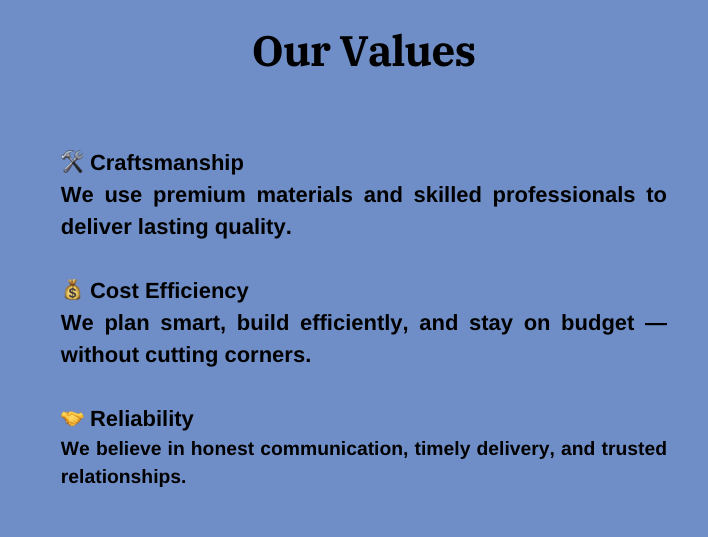 Our Values
🛠️ Craftsmanship
We use premium materials and skilled professionals to
deliver lasting quality.
💰 Cost Efficiency
We plan smart, build efficiently, and stay on budget —
without cutting corners.
🤝 Reliability
We believe in honest communication, timely delivery, and trusted
relationships.